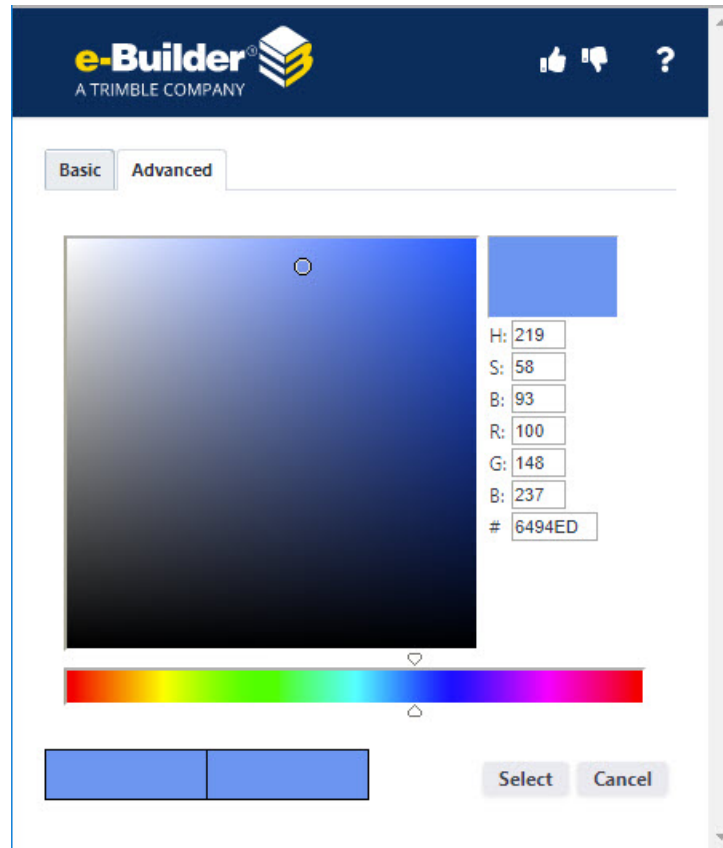 e-Builder®
A TRIMBLE COMPANY
?
Basic Advanced
H: 219
S: 58
B: 93
R: 100
G: 148
B: 237
# 6494ED
Select Cancel